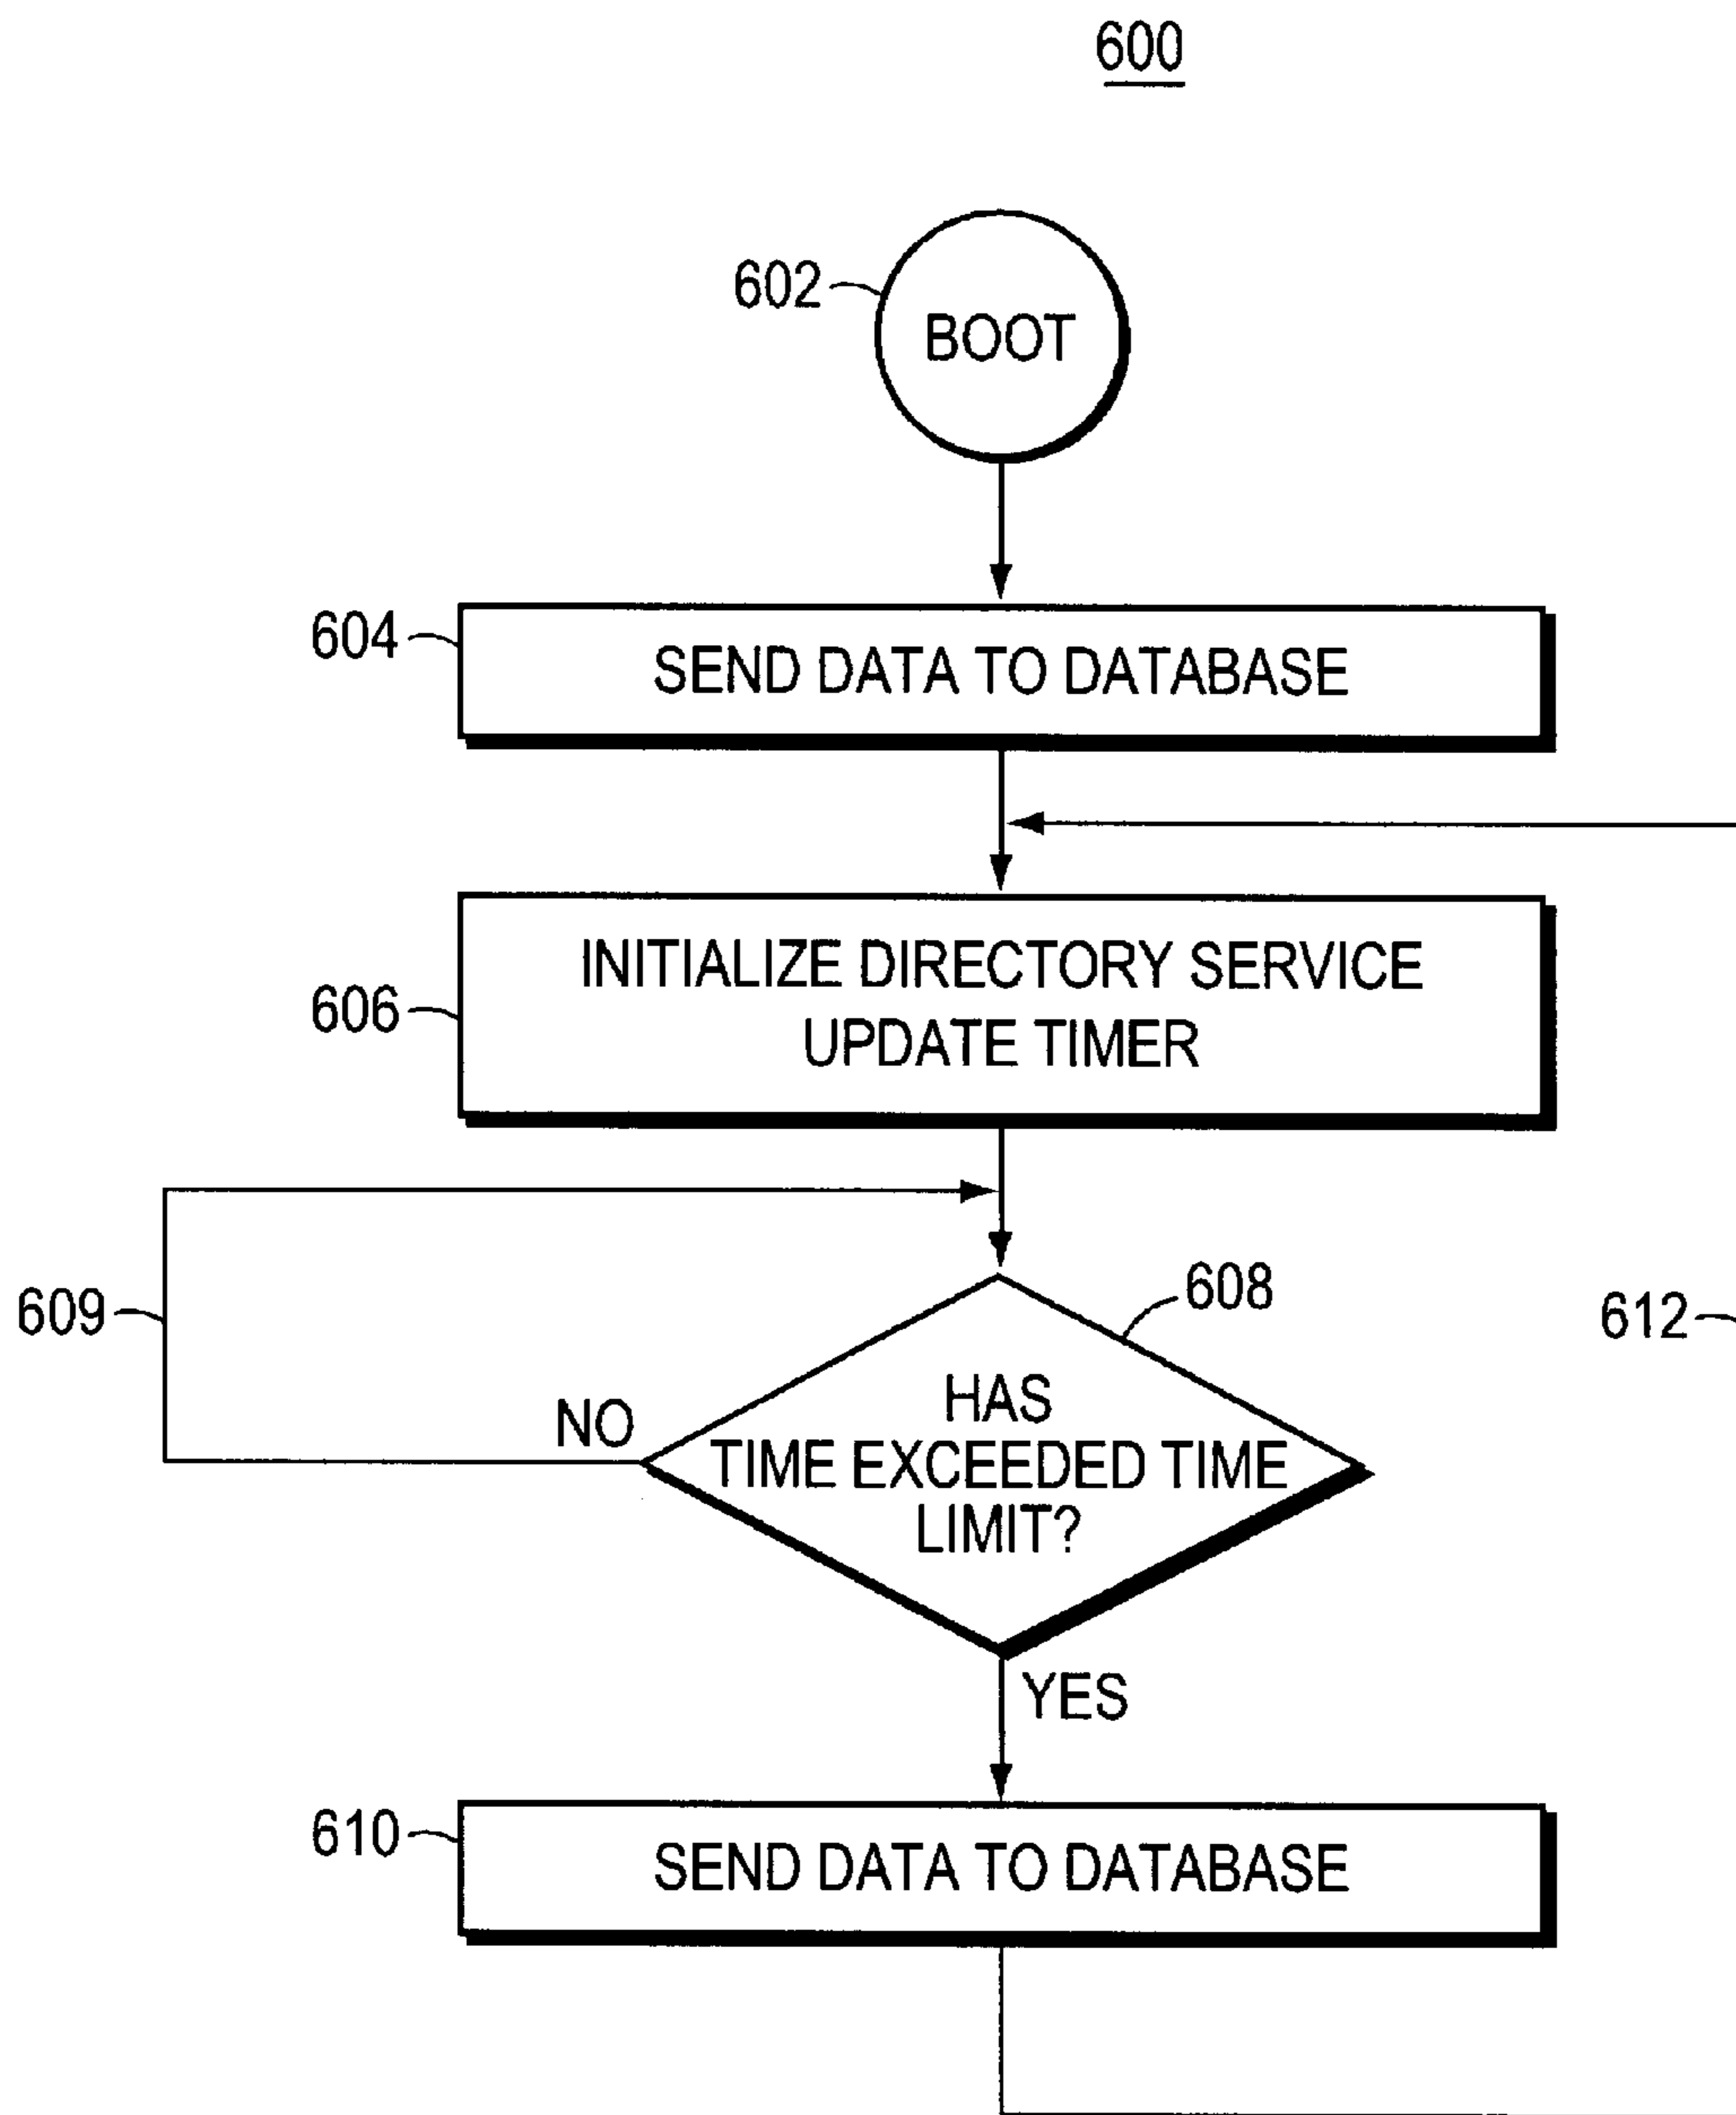 600
602
BOOT
604
SEND DATA TO DATABASE
606
INITIALIZE DIRECTORY SERVICE
UPDATE TIMER
609
608
612
NO
HAS
TIME EXCEEDED TIME
LIMIT?
YES
610
SEND DATA TO DATABASE